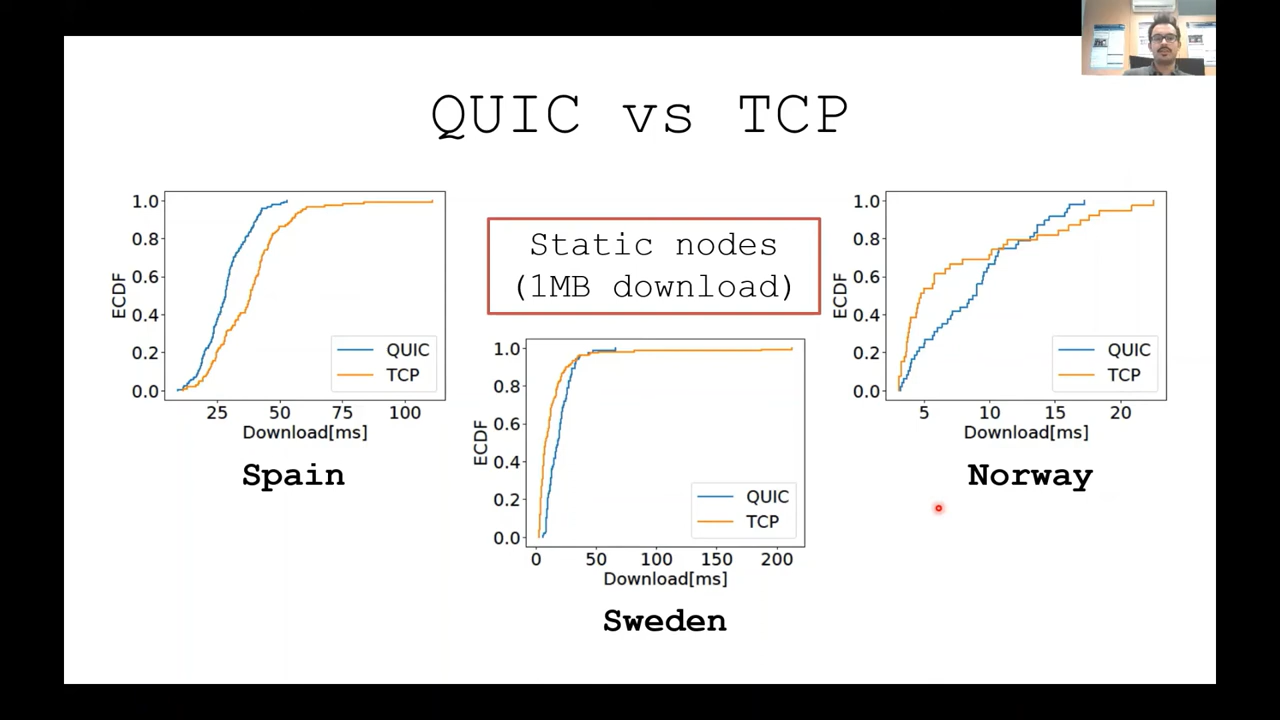 QUIC vs TCP
Static nodes
(1MB download)
1.0
0.8
0.6
0.4
0.2
0.0
ECDF
QUIC
TCP
25 50 75 100
Download[ms]
Spain
1.0
0.8
0.6
0.4
0.2
0.0
ECDF
QUIC
TCP
0 50 100 150 200
Download[ms]
Sweden
1.0
0.8
0.6
0.4
0.2
0.0
ECDF
QUIC
TCP
5 10 15 20
Download[ms]
Norway